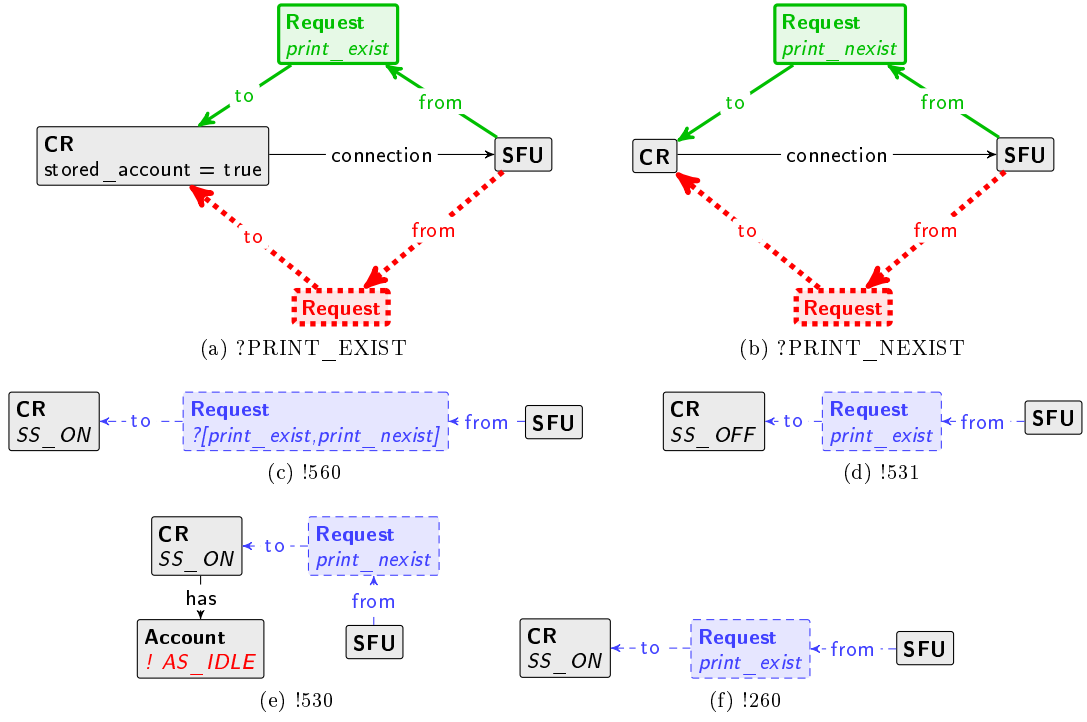 Request
print_exist
to
from
CR
stored_account = true
connection
SFU
to
from
Request
(a) ?PRINT_EXIST
Request
print_nexist
to
from
CR
connection
SFU
to
from
Request
(b) ?PRINT_NEXIST
CR
SS_ON
to
Request
?[print_exist,print_nexist]
from
SFU
(c) !560
CR
SS_OFF
to
Request
print_exist
from
SFU
(d) !531
CR
SS_ON
to
Request
print_nexist
has
from
Account
! AS_IDLE
SFU
(e) !530
CR
SS_ON
to
Request
print_exist
from
SFU
(f) !260